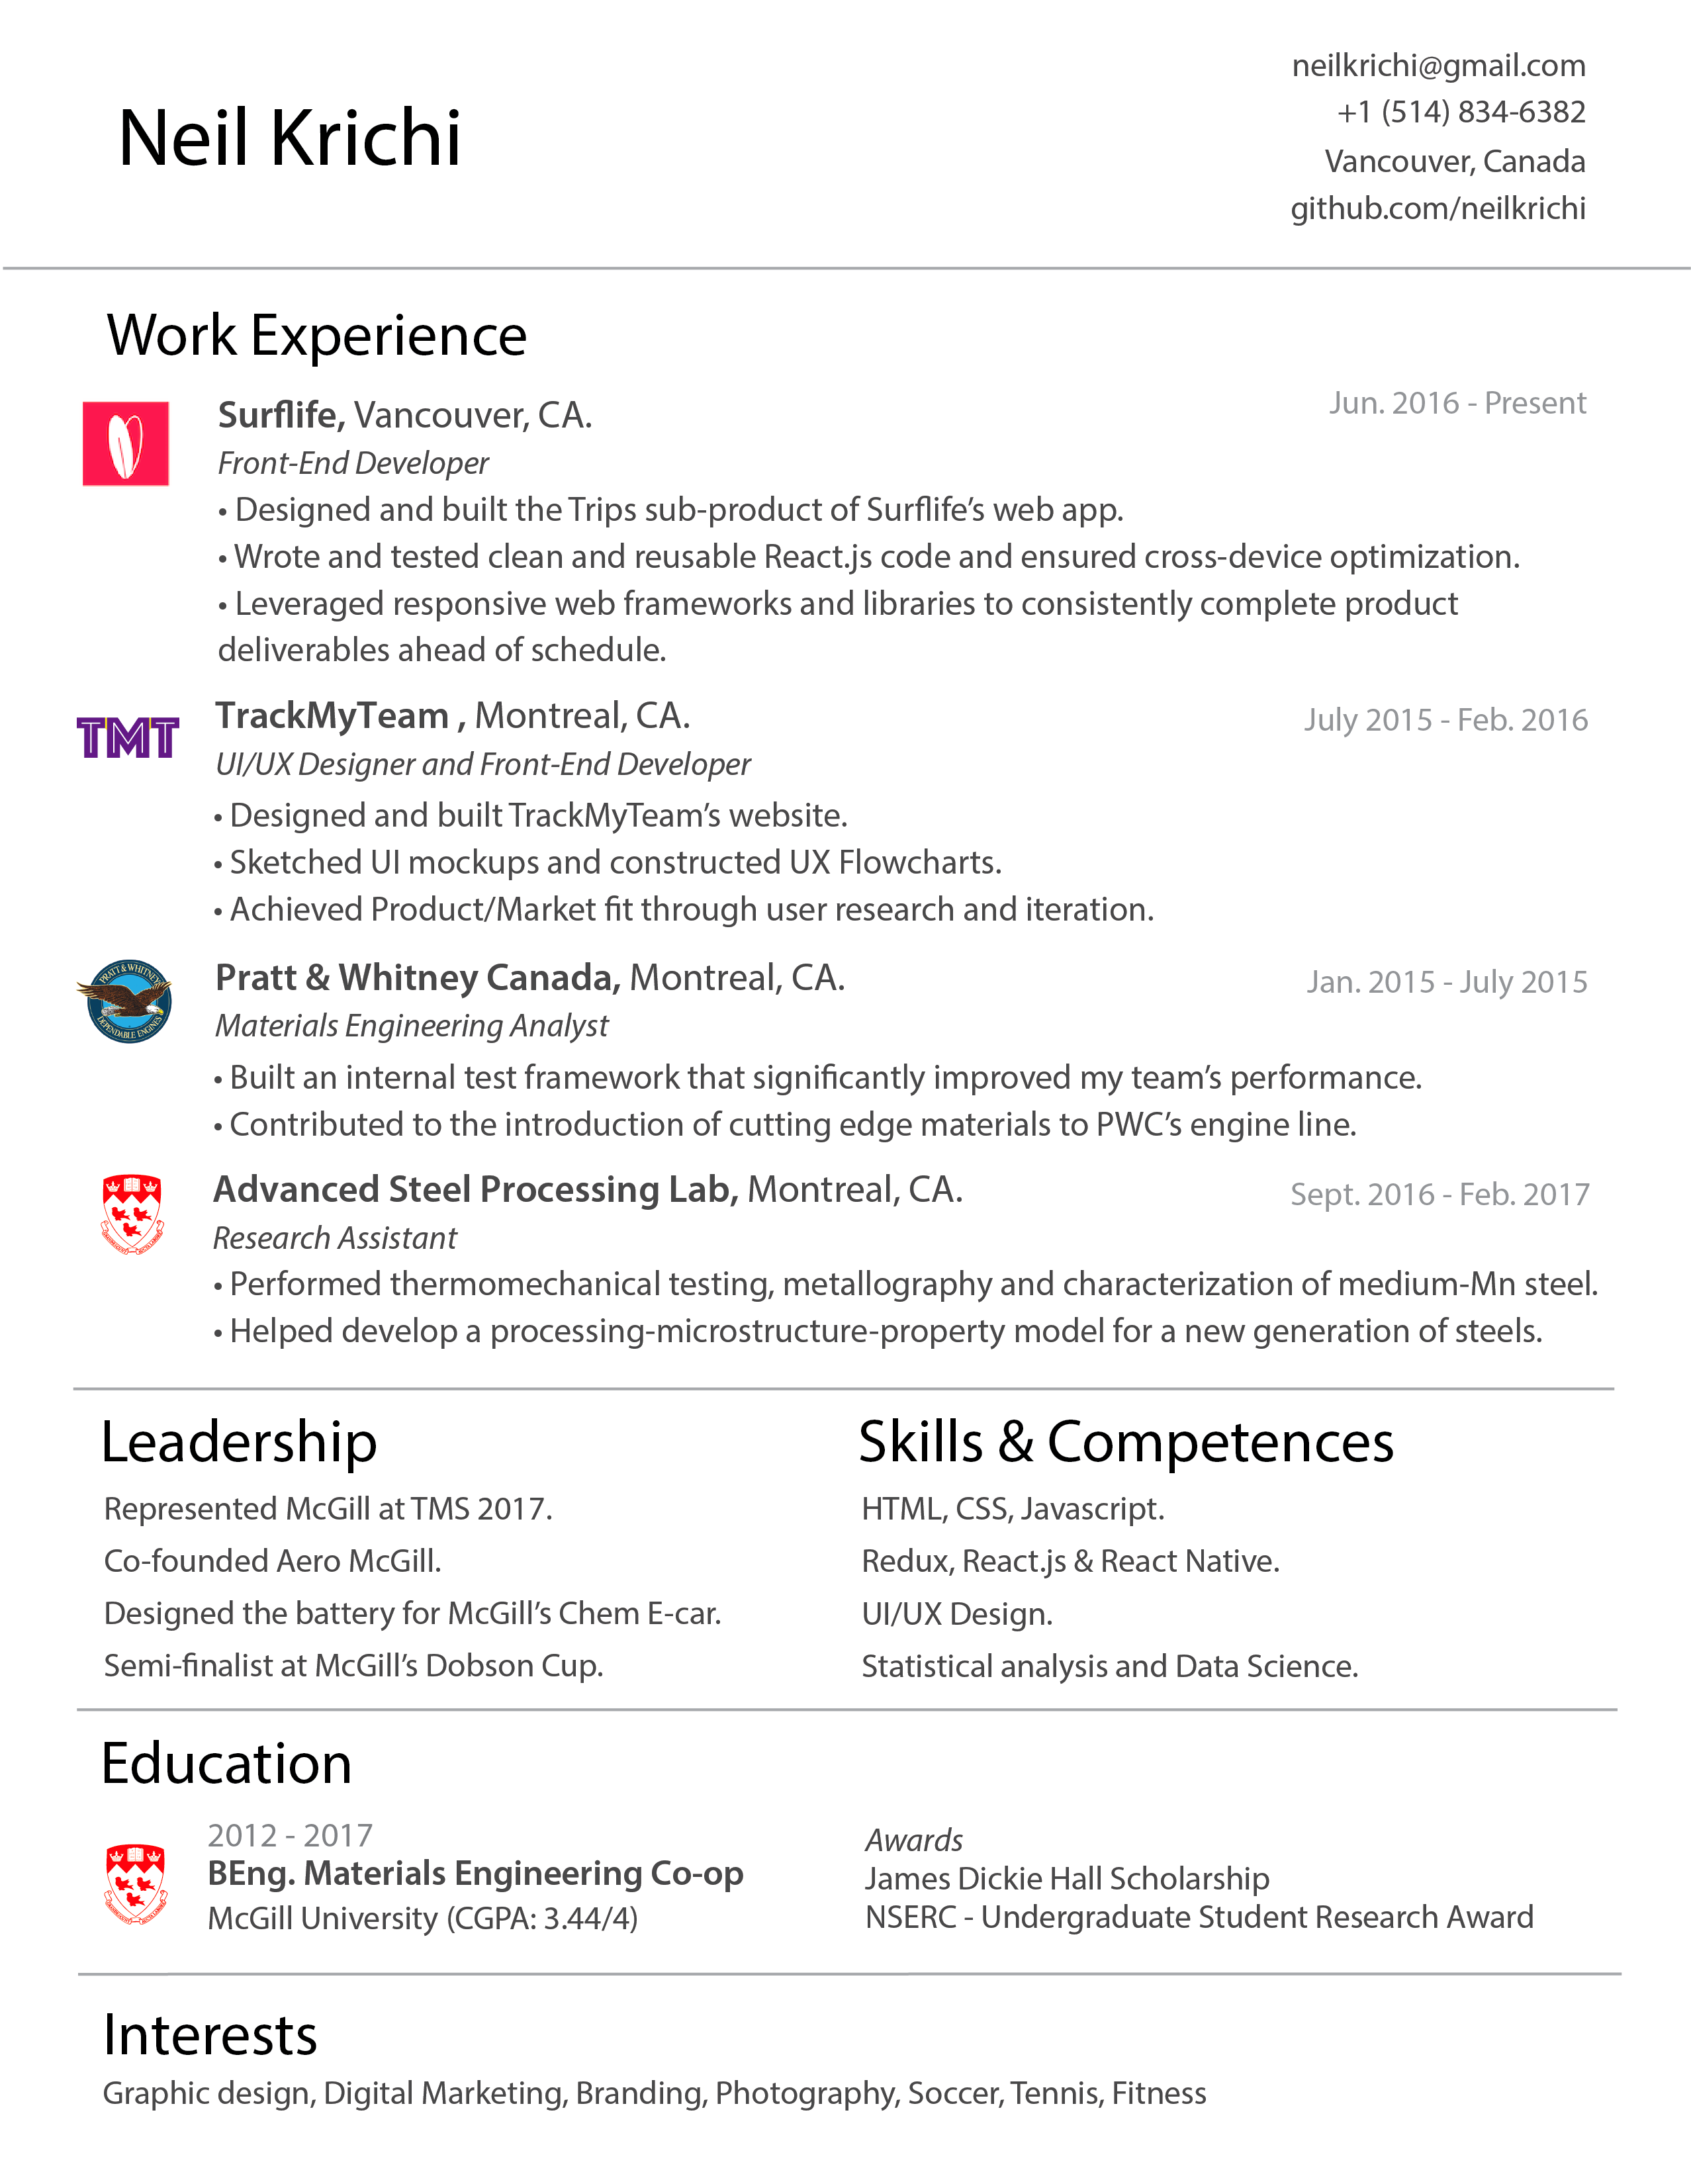 Neil Krichi
neilkrichi@gmail.com
+1 (514) 834-6382
Vancouver, Canada
github.com/neilkrichi
Work Experience
Surflife, Vancouver, CA.
Jun. 2016 - Present
Front-End Developer
• Designed and built the Trips sub-product of Surflife’s web app.
• Wrote and tested clean and reusable React.js code and ensured cross-device optimization.
• Leveraged responsive web frameworks and libraries to consistently complete product
deliverables ahead of schedule.
TMT
TrackMyTeam , Montreal, CA.
July 2015 - Feb. 2016
UI/UX Designer and Front-End Developer
• Designed and built TrackMyTeam’s website.
• Sketched UI mockups and constructed UX Flowcharts.
• Achieved Product/Market fit through user research and iteration.
PRATT & WHITNEY
DEPENDABLE ENGINES
Pratt & Whitney Canada, Montreal, CA.
Jan. 2015 - July 2015
Materials Engineering Analyst
• Built an internal test framework that significantly improved my team’s performance.
• Contributed to the introduction of cutting edge materials to PWC’s engine line.
Advanced Steel Processing Lab, Montreal, CA.
Sept. 2016 - Feb. 2017
Research Assistant
• Performed thermomechanical testing, metallography and characterization of medium-Mn steel.
• Helped develop a processing-microstructure-property model for a new generation of steels.
Leadership
Represented McGill at TMS 2017.
Co-founded Aero McGill.
Designed the battery for McGill’s Chem E-car.
Semi-finalist at McGill’s Dobson Cup.
Skills & Competences
HTML, CSS, Javascript.
Redux, React.js & React Native.
UI/UX Design.
Statistical analysis and Data Science.
Education
2012 - 2017
BEng. Materials Engineering Co-op
McGill University (CGPA: 3.44/4)
Awards
James Dickie Hall Scholarship
NSERC - Undergraduate Student Research Award
Interests
Graphic design, Digital Marketing, Branding, Photography, Soccer, Tennis, Fitness